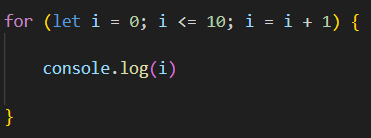 for (let i = 0; i <= 10; i = i + 1) {
console.log(i)
}